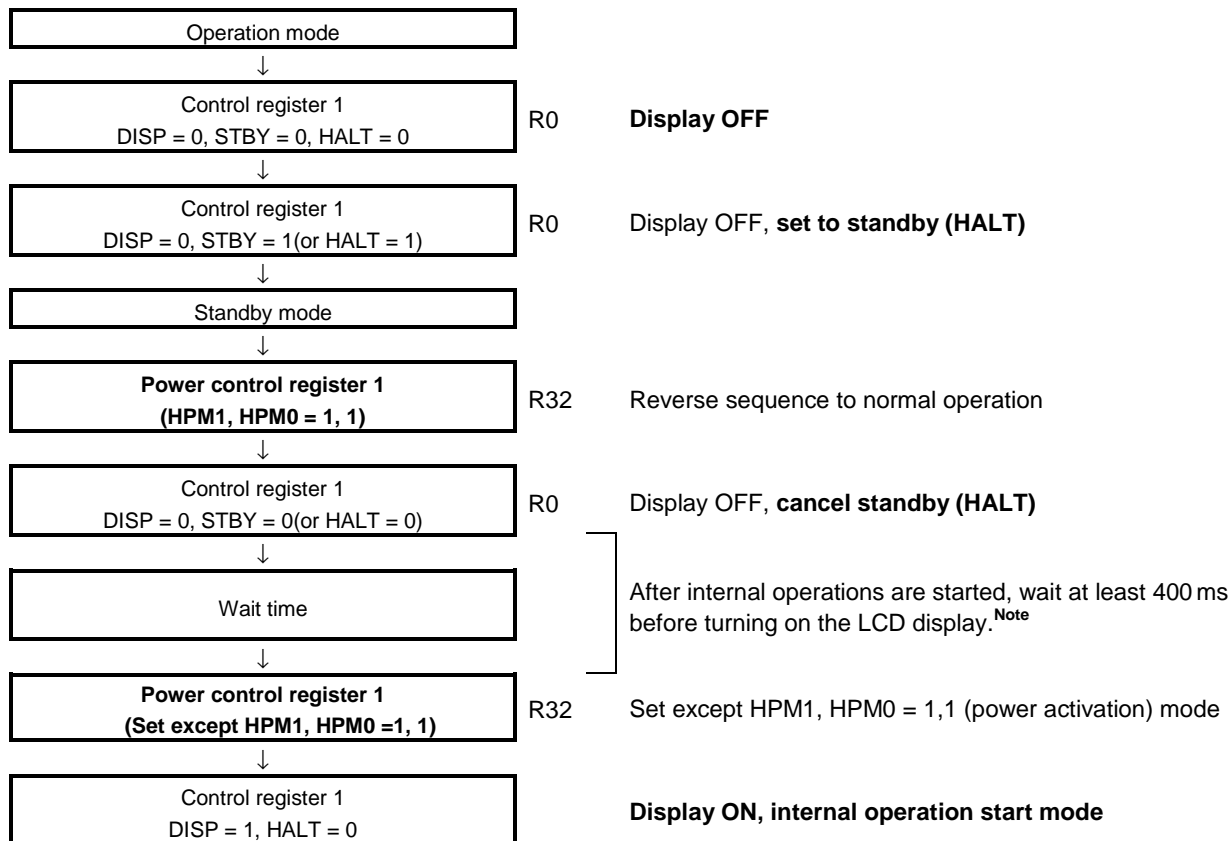 Operation mode
↓
Control register 1
DISP = 0, STBY = 0, HALT = 0
R0
Display OFF
↓
Control register 1
DISP = 0, STBY = 1(or HALT = 1)
R0
Display OFF, set to standby (HALT)
↓
Standby mode
↓
Power control register 1
(HPM1, HPM0 = 1, 1)
R32
Reverse sequence to normal operation
↓
Control register 1
DISP = 0, STBY = 0(or HALT = 0)
R0
Display OFF, cancel standby (HALT)
↓
Wait time
After internal operations are started, wait at least 400 ms
before turning on the LCD display.Note
↓
Power control register 1
(Set except HPM1, HPM0 =1, 1)
R32
Set except HPM1, HPM0 = 1,1 (power activation) mode
↓
Control register 1
DISP = 1, HALT = 0
Display ON, internal operation start mode